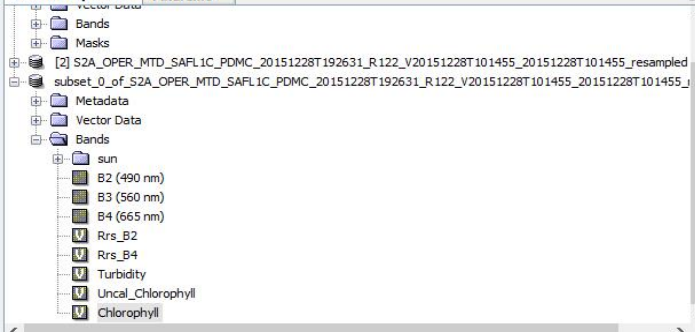 Vector Data
Bands
Masks
[2] S2A_OPER_MTD_SAFL1C_PDMC_20151228T192631_R122_V20151228T101455_20151228T101455_resampled
subset_0_of_S2A_OPER_MTD_SAFL1C_PDMC_20151228T192631_R122_V20151228T101455_20151228T101455_
Metadata
Vector Data
Bands
sun
B2 (490 nm)
B3 (560 nm)
B4 (665 nm)
Rrs_B2
Rrs_B4
Turbidity
Uncal_Chlorophyll
Chlorophyll